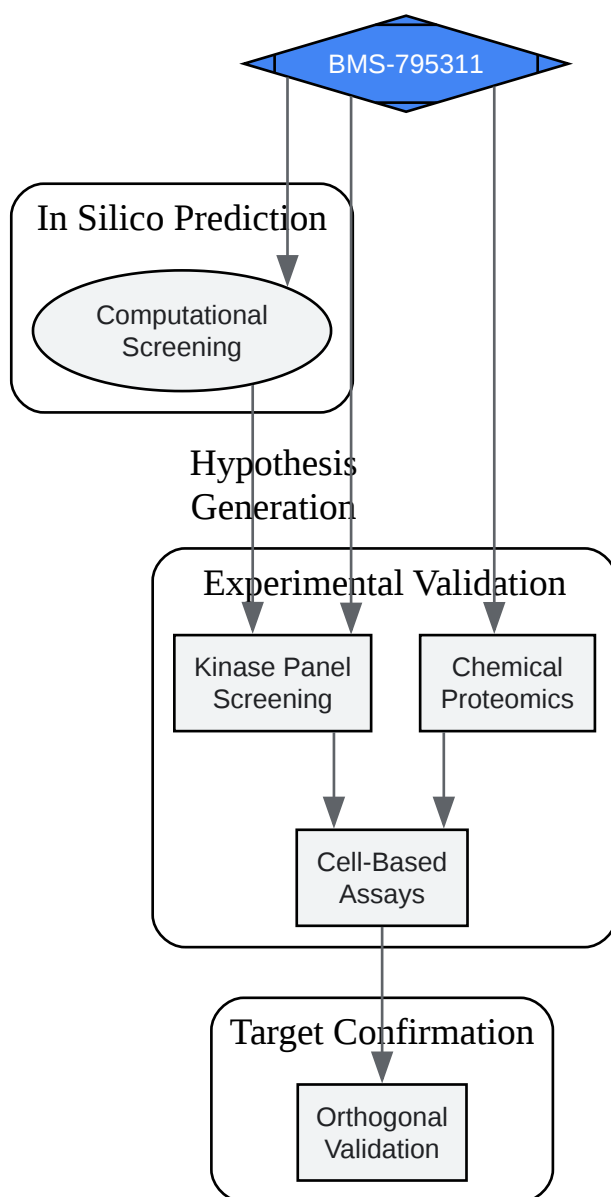 BMS-795311
In Silico Prediction
Computational
Screening
Hypothesis
Generation
Experimental Validation
Kinase Panel
Screening
Chemical
Proteomics
Cell-Based
Assays
Target Confirmation
Orthogonal
Validation